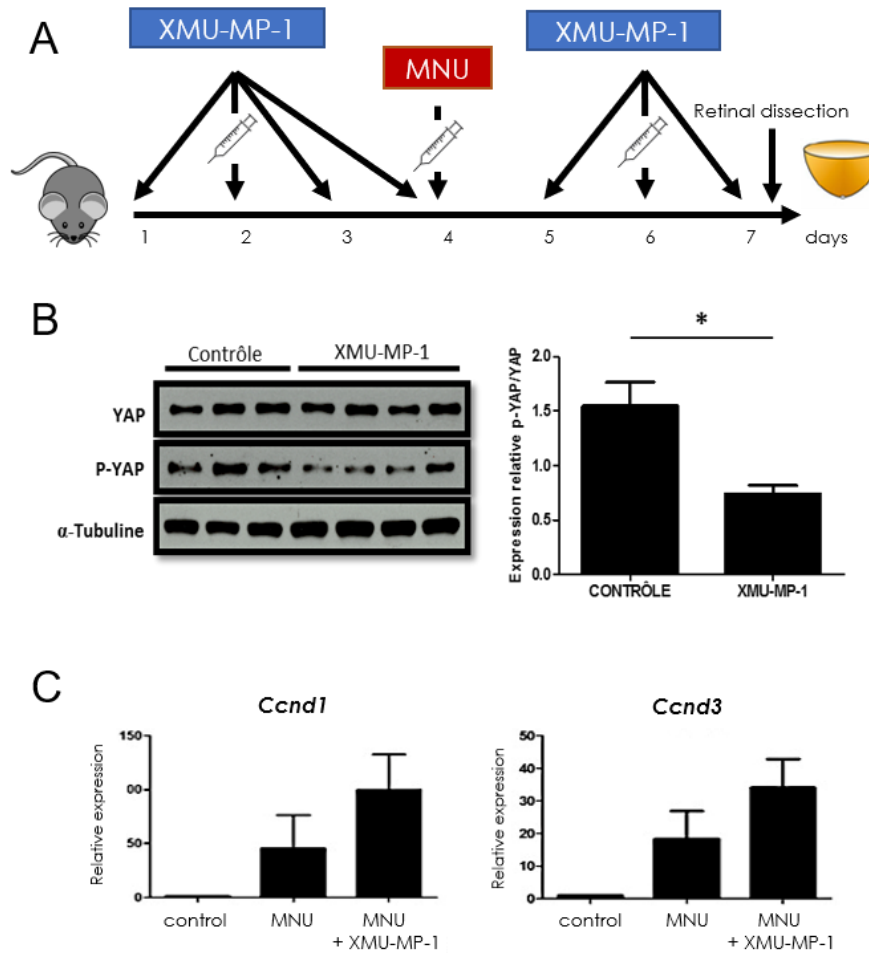 A
XMU-MP-1
XMU-MP-1
MNU
Retinal dissection
1 2 3 4 5 6 7 days
B
Contrôle XMU-MP-1
YAP
P-YAP
α-Tubuline
*
Expression relative p-YAP/YAP
2.0
1.5
1.0
0.5
0.0
CONTRÔLE XMU-MP-1
C
Ccnd1
Relative expression
150
00
50
0
control MNU MNU
+ XMU-MP-1
Ccnd3
Relative expression
50
40
30
20
10
0
control MNU MNU
+ XMU-MP-1